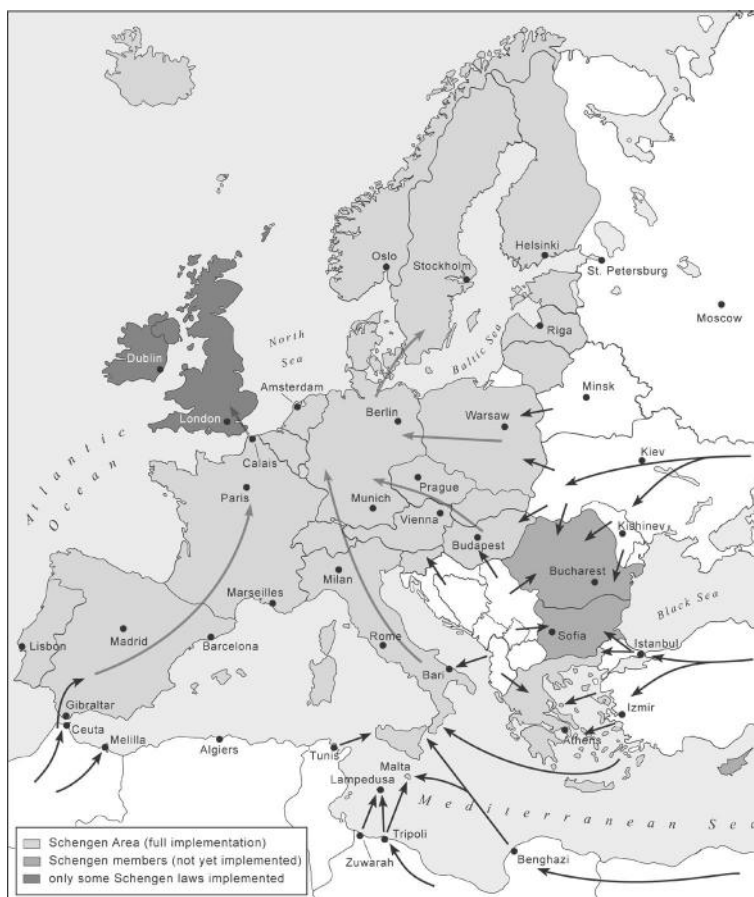 Oslo
Stockholm
Helsinki
St. Petersburg
Moscow
Riga
North
Sea
Baltic Sea
Dublin
Amsterdam
London
Berlin
Warsaw
Minsk
Calais
Kiev
Atlantic
Ocean
Paris
Prague
Munich
Vienna
Kishinev
Budapest
Bucharest
Milan
Marseilles
Black Sea
Madrid
Lisbon
Barcelona
Rome
Sofia
Istanbul
Bari
Gibraltar
Izmir
Ceuta
Athens
Melilla
Algiers
Tunis
Malta
Lampedusa
Mediterranean Sea
Tripoli
Zuwarah
Benghazi
Schengen Area (full implementation)
Schengen members (not yet implemented)
only some Schengen laws implemented